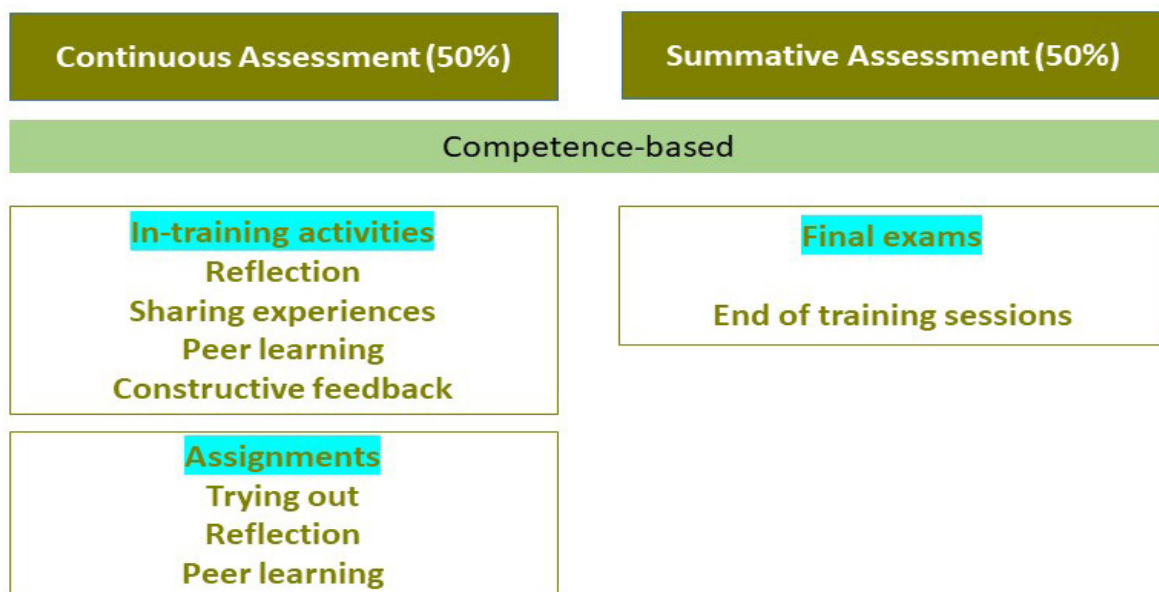 Continuous Assessment (50%)
Summative Assessment (50%)
Competence-based
In-training activities
Reflection
Sharing experiences
Peer learning
Constructive feedback
Final exams
End of training sessions
Assignments
Trying out
Reflection
Peer learning